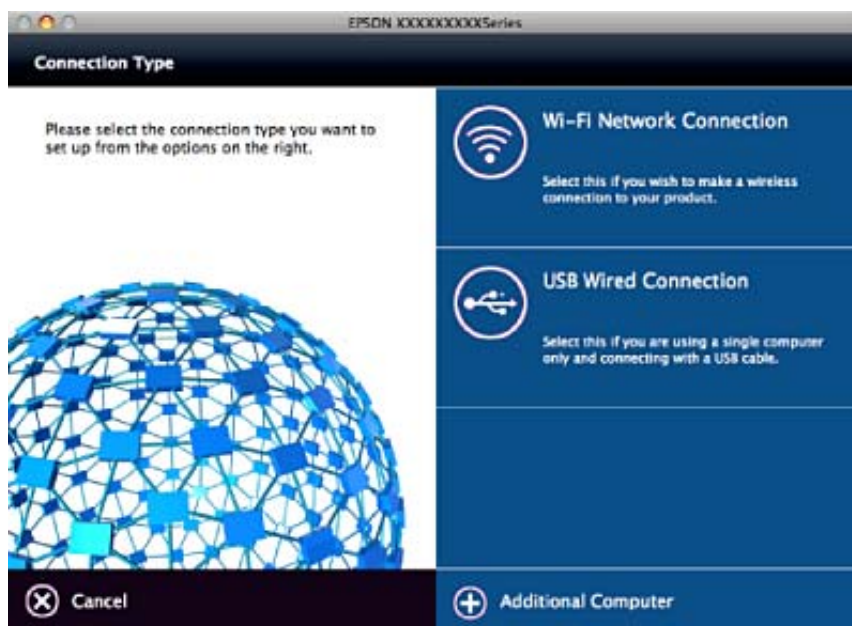 EPSON XXXXXXXXXSeries
Connection Type
Please select the connection type you want to
set up from the options on the right.
Wi-Fi Network Connection
Select this if you wish to make a wireless
connection to your product.
USB Wired Connection
Select this if you are using a single computer
only and connecting with a USB cable.
Cancel
Additional Computer